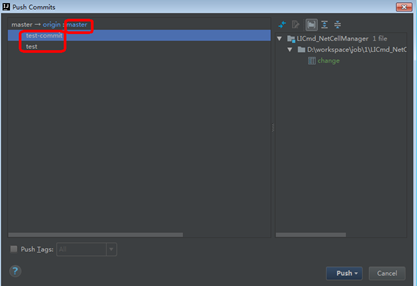 Push Commits
master → origin : master
test-commit
test
LICmd_NetCellManager 1 file
D:\workspace\job\1\LICmd_NetC
change
Push Tags: All
? Push Cancel